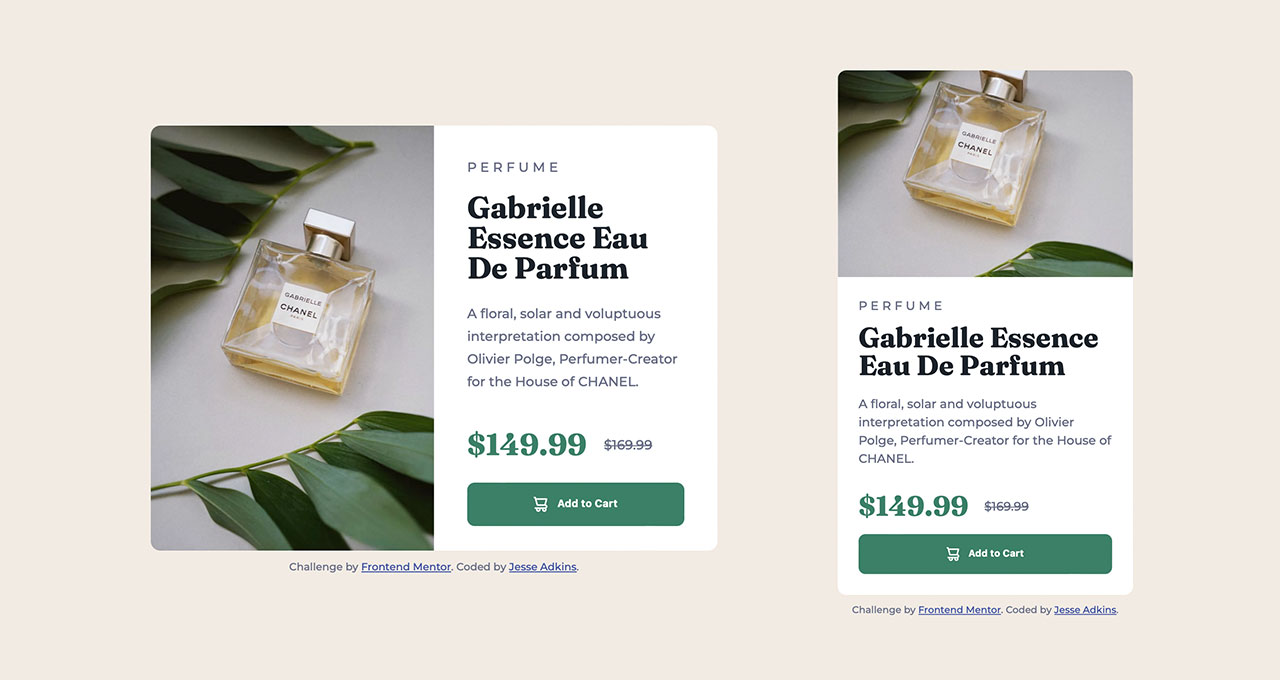 GABRIELLE
CHANEL
PARIS
PERFUME
Gabrielle
Essence Eau
De Parfum
A floral, solar and voluptuous
interpretation composed by
Olivier Polge, Perfumer-Creator
for the House of CHANEL.
$149.99 $169.99
Add to Cart
Challenge by Frontend Mentor. Coded by Jesse Adkins.
GABRIELLE
CHANEL
PARIS
PERFUME
Gabrielle Essence
Eau De Parfum
A floral, solar and voluptuous
interpretation composed by Olivier
Polge, Perfumer-Creator for the House of
CHANEL.
$149.99 $169.99
Add to Cart
Challenge by Frontend Mentor. Coded by Jesse Adkins.